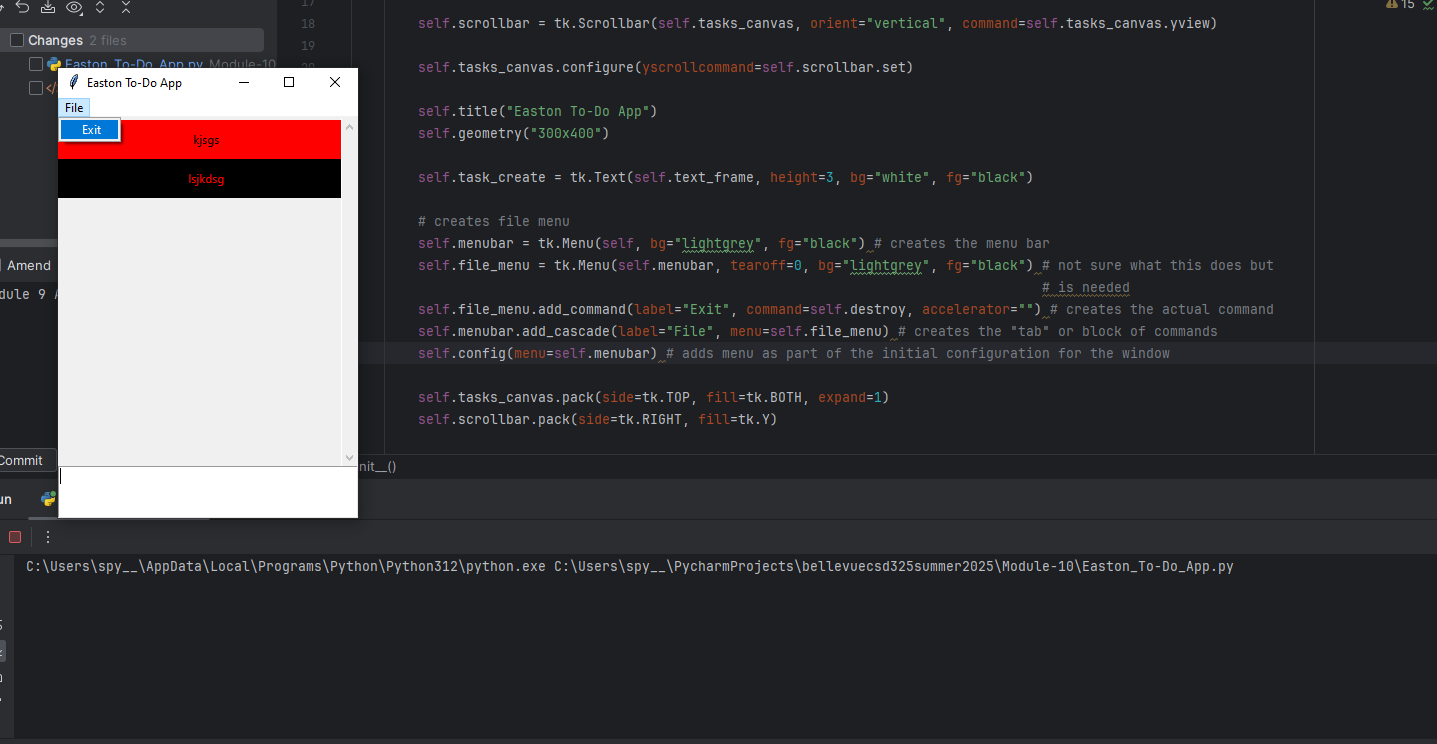 17
18 self.scrollbar = tk.Scrollbar(self.tasks_canvas, orient="vertical", command=self.tasks_canvas.yview)
15
Changes 2 files
19
Easton_To-Do_App.py Module-10
self.tasks_canvas.configure(yscrollcommand=self.scrollbar.set)
Easton To-Do App
File
Exit
kjsgs
lsjkdsg
self.title("Easton To-Do App")
self.geometry("300x400")
self.task_create = tk.Text(self.text_frame, height=3, bg="white", fg="black")
# creates file menu
self.menubar = tk.Menu(self, bg="lightgrey", fg="black") # creates the menu bar
self.file_menu = tk.Menu(self.menubar, tearoff=0, bg="lightgrey", fg="black") # not sure what this does but
# is needed
self.file_menu.add_command(label="Exit", command=self.destroy, accelerator="") # creates the actual command
self.menubar.add_cascade(label="File", menu=self.file_menu) # creates the "tab" or block of commands
self.config(menu=self.menubar) # adds menu as part of the initial configuration for the window
self.tasks_canvas.pack(side=tk.TOP, fill=tk.BOTH, expand=1)
self.scrollbar.pack(side=tk.RIGHT, fill=tk.Y)
Amend
dule 9
Commit
nit__()
un
C:\Users\spy__\AppData\Local\Programs\Python\Python312\python.exe C:\Users\spy__\PycharmProjects\bellevuecsd325summer2025\Module-10\Easton_To-Do_App.py